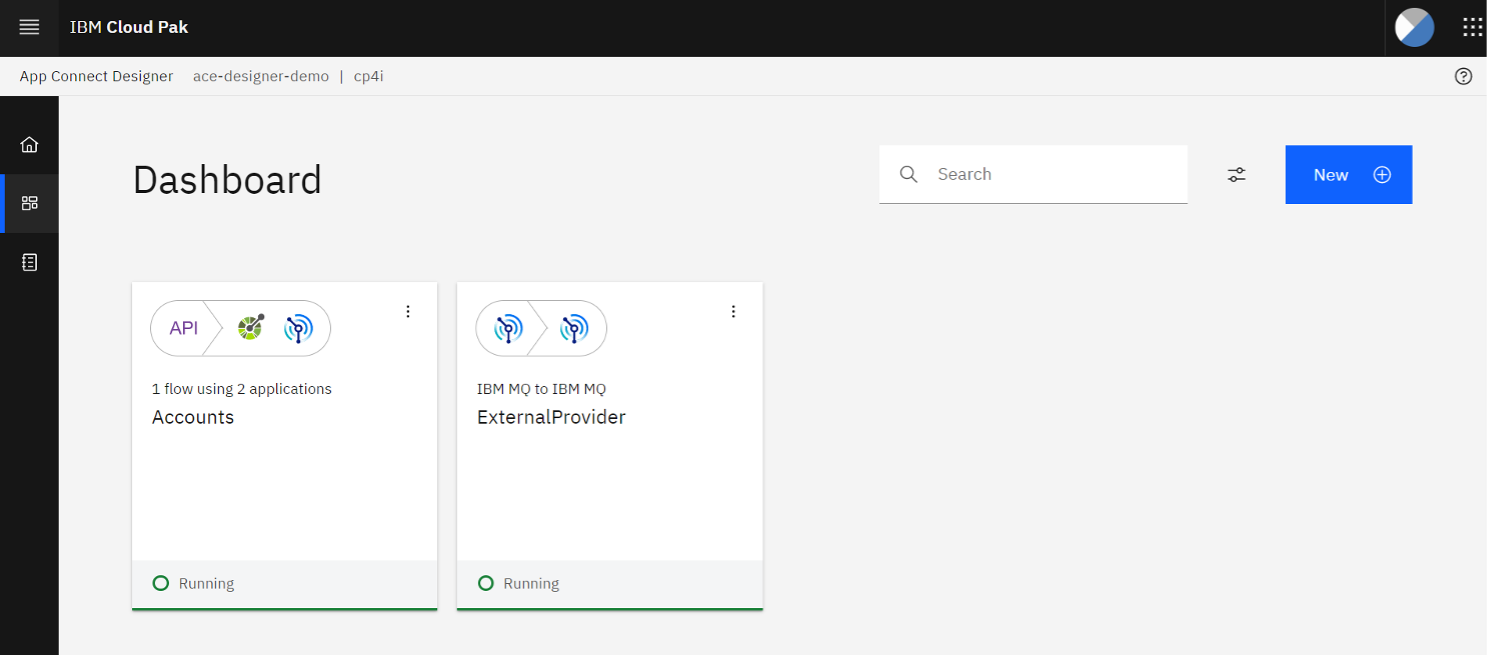 IBM Cloud Pak
App Connect Designer ace-designer-demo | cp4i
Dashboard
Search
New
API
1 flow using 2 applications
Accounts
Running
IBM MQ to IBM MQ
ExternalProvider
Running